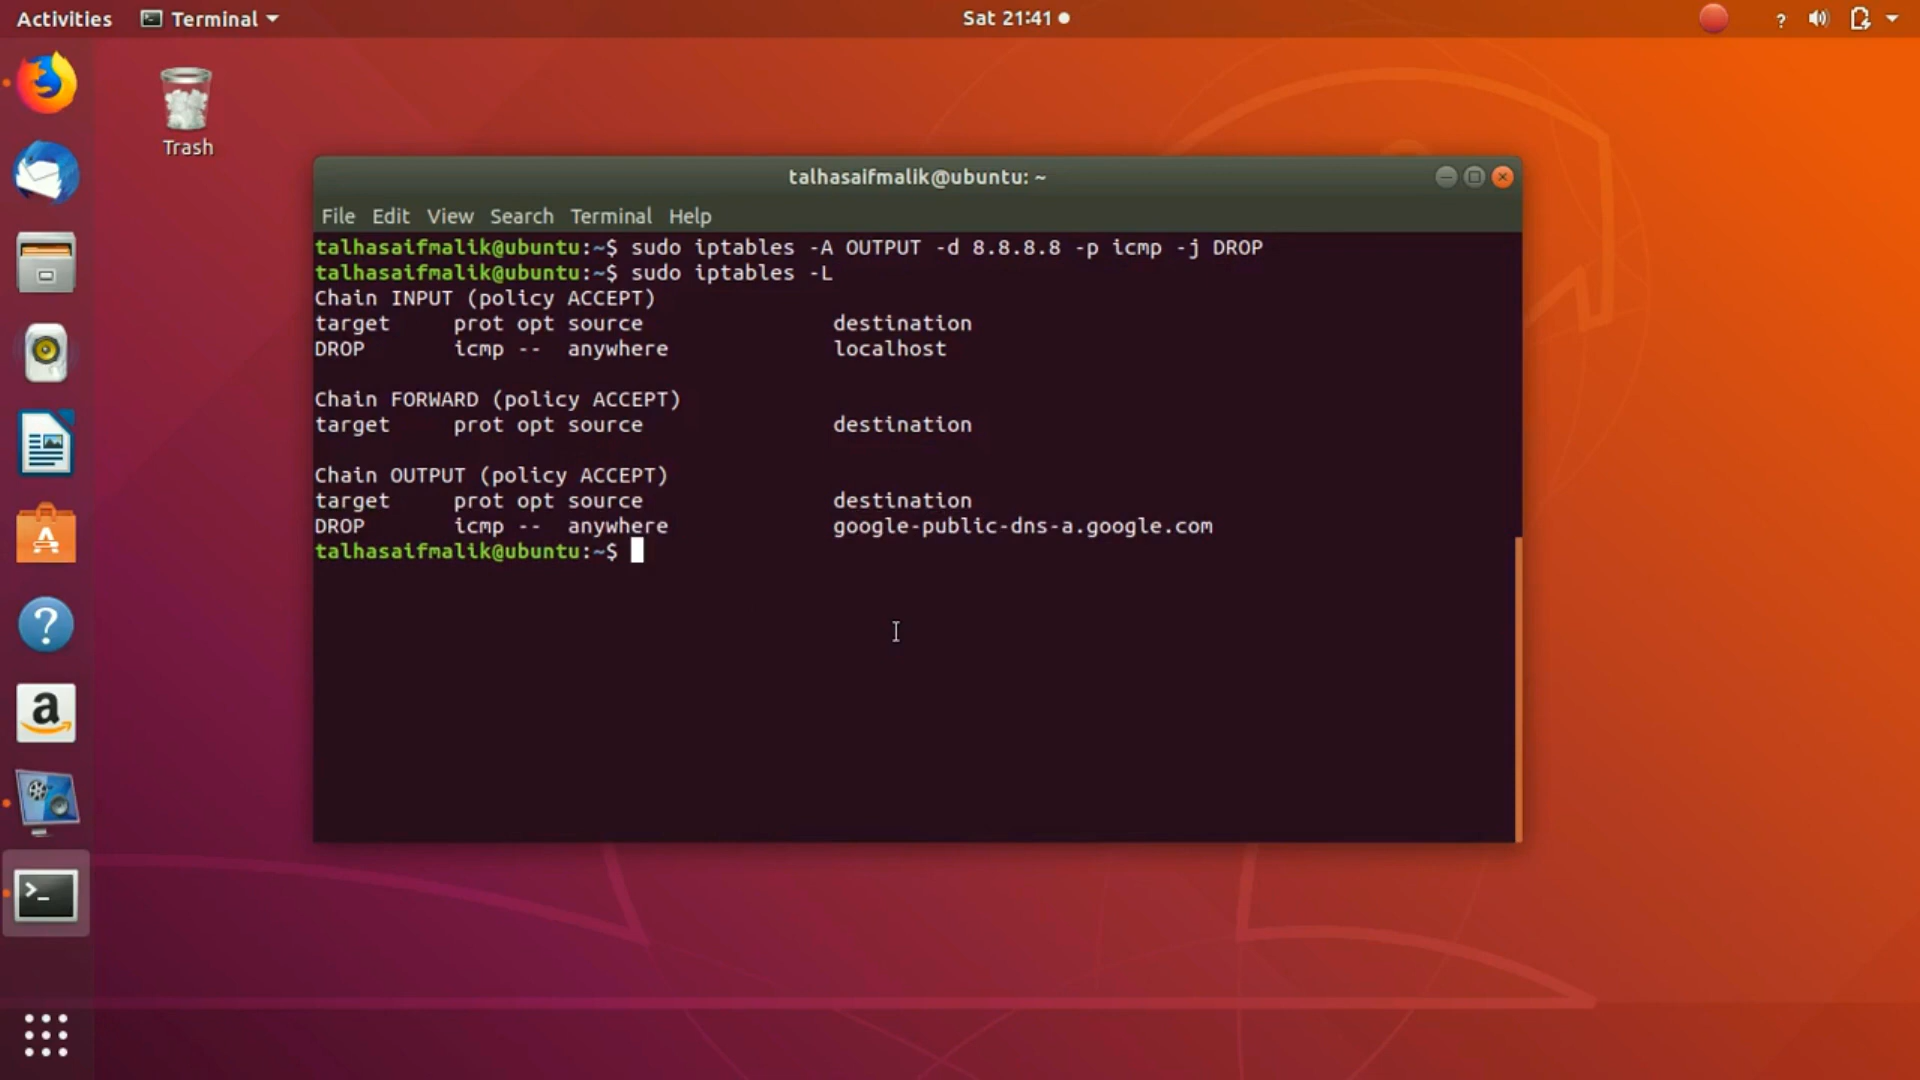 Activities Terminal Sat 21:41 ?
Trash
talhasaifmalik@ubuntu: ~
File Edit View Search Terminal Help
talhasaifmalik@ubuntu:~$ sudo iptables -A OUTPUT -d 8.8.8.8 -p icmp -j DROP
talhasaifmalik@ubuntu:~$ sudo iptables -L
Chain INPUT (policy ACCEPT)
target     prot opt source               destination
DROP       icmp --  anywhere             localhost
Chain FORWARD (policy ACCEPT)
target     prot opt source               destination
Chain OUTPUT (policy ACCEPT)
target     prot opt source               destination
DROP       icmp --  anywhere             google-public-dns-a.google.com
talhasaifmalik@ubuntu:~$